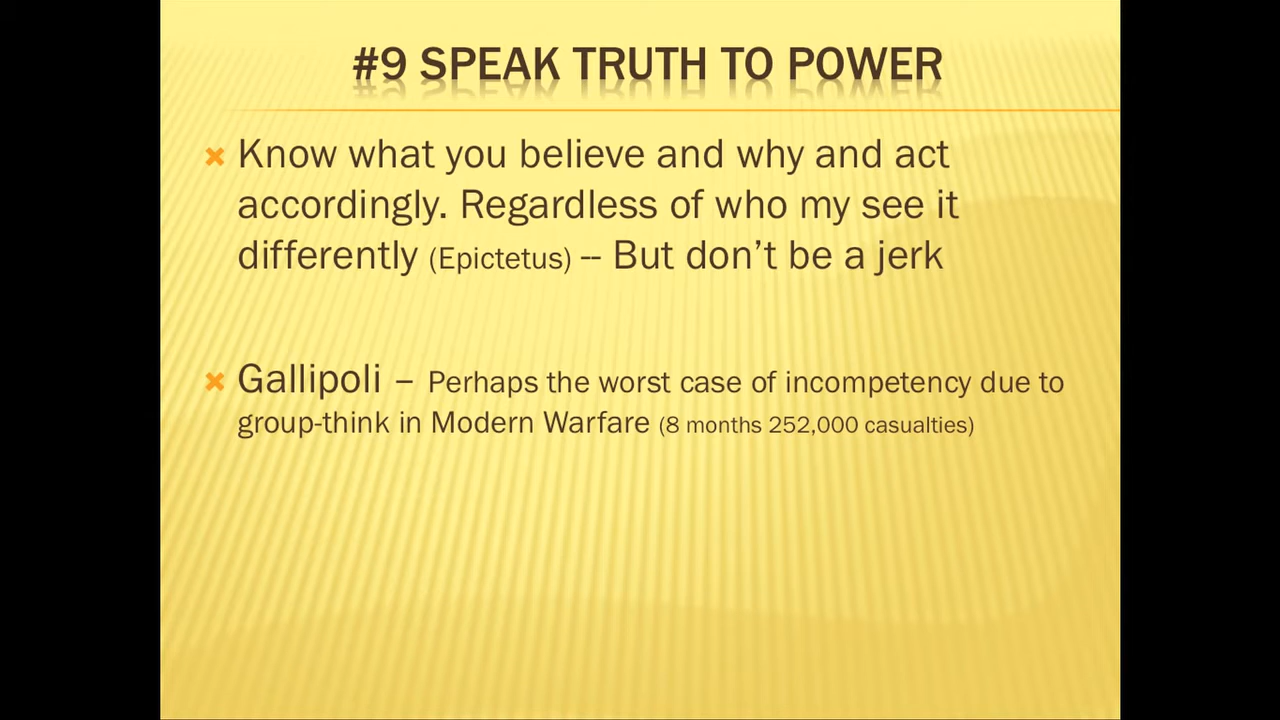 #9 SPEAK TRUTH TO POWER
Know what you believe and why and act
accordingly. Regardless of who my see it
differently (Epictetus) -- But don’t be a jerk
Gallipoli – Perhaps the worst case of incompetency due to
group-think in Modern Warfare (8 months 252,000 casualties)